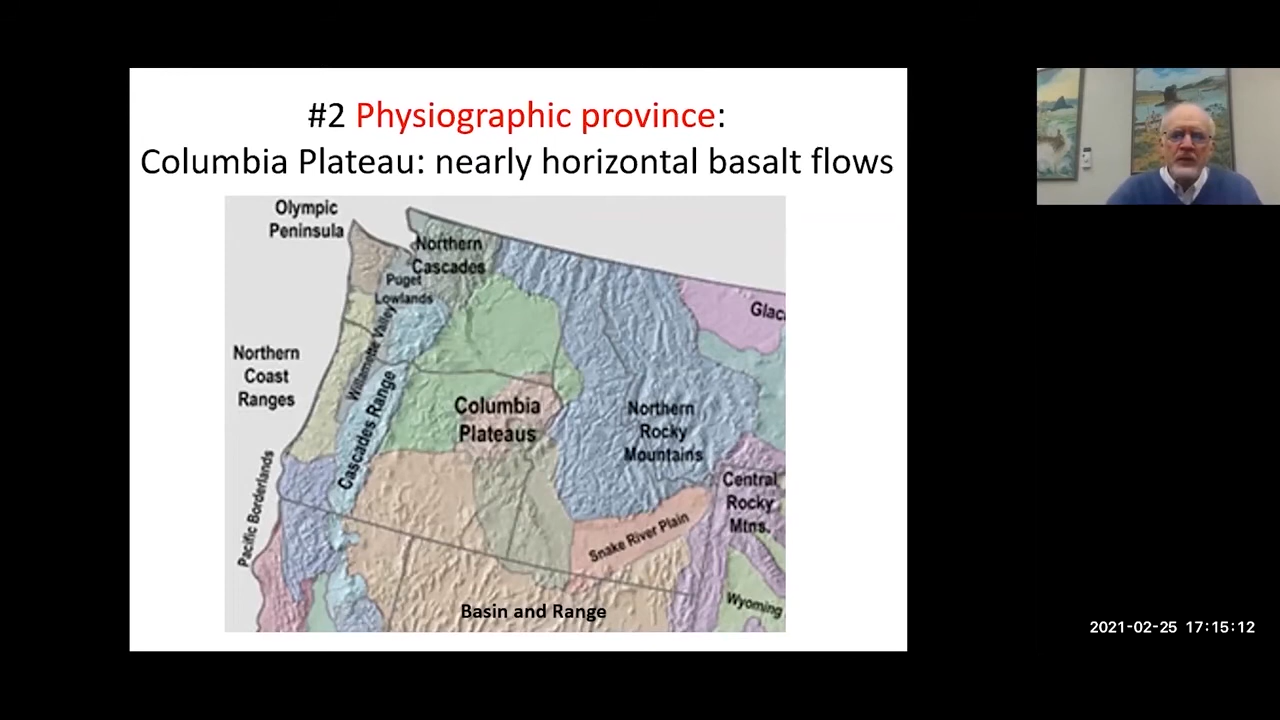 #2 Physiographic province:
Columbia Plateau: nearly horizontal basalt flows
Olympic
Peninsula
Northern
Cascades
Puget
Lowlands
Glaci
Willamette Valley
Northern
Coast
Ranges
Cascades Range
Columbia
Plateaus
Northern
Rocky
Mountains
Pacific Borderlands
Central
Rocky
Mtns.
Snake River Plain
Wyoming
Basin and Range
2021-02-25 17:15:12